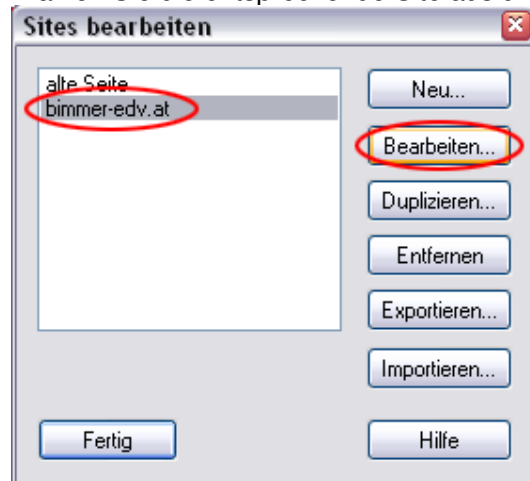 Sites bearbeiten
alte Seite
bimmer-edv.at
Neu...
Bearbeiten...
Duplizieren...
Entfernen
Exportieren...
Importieren...
Fertig
Hilfe